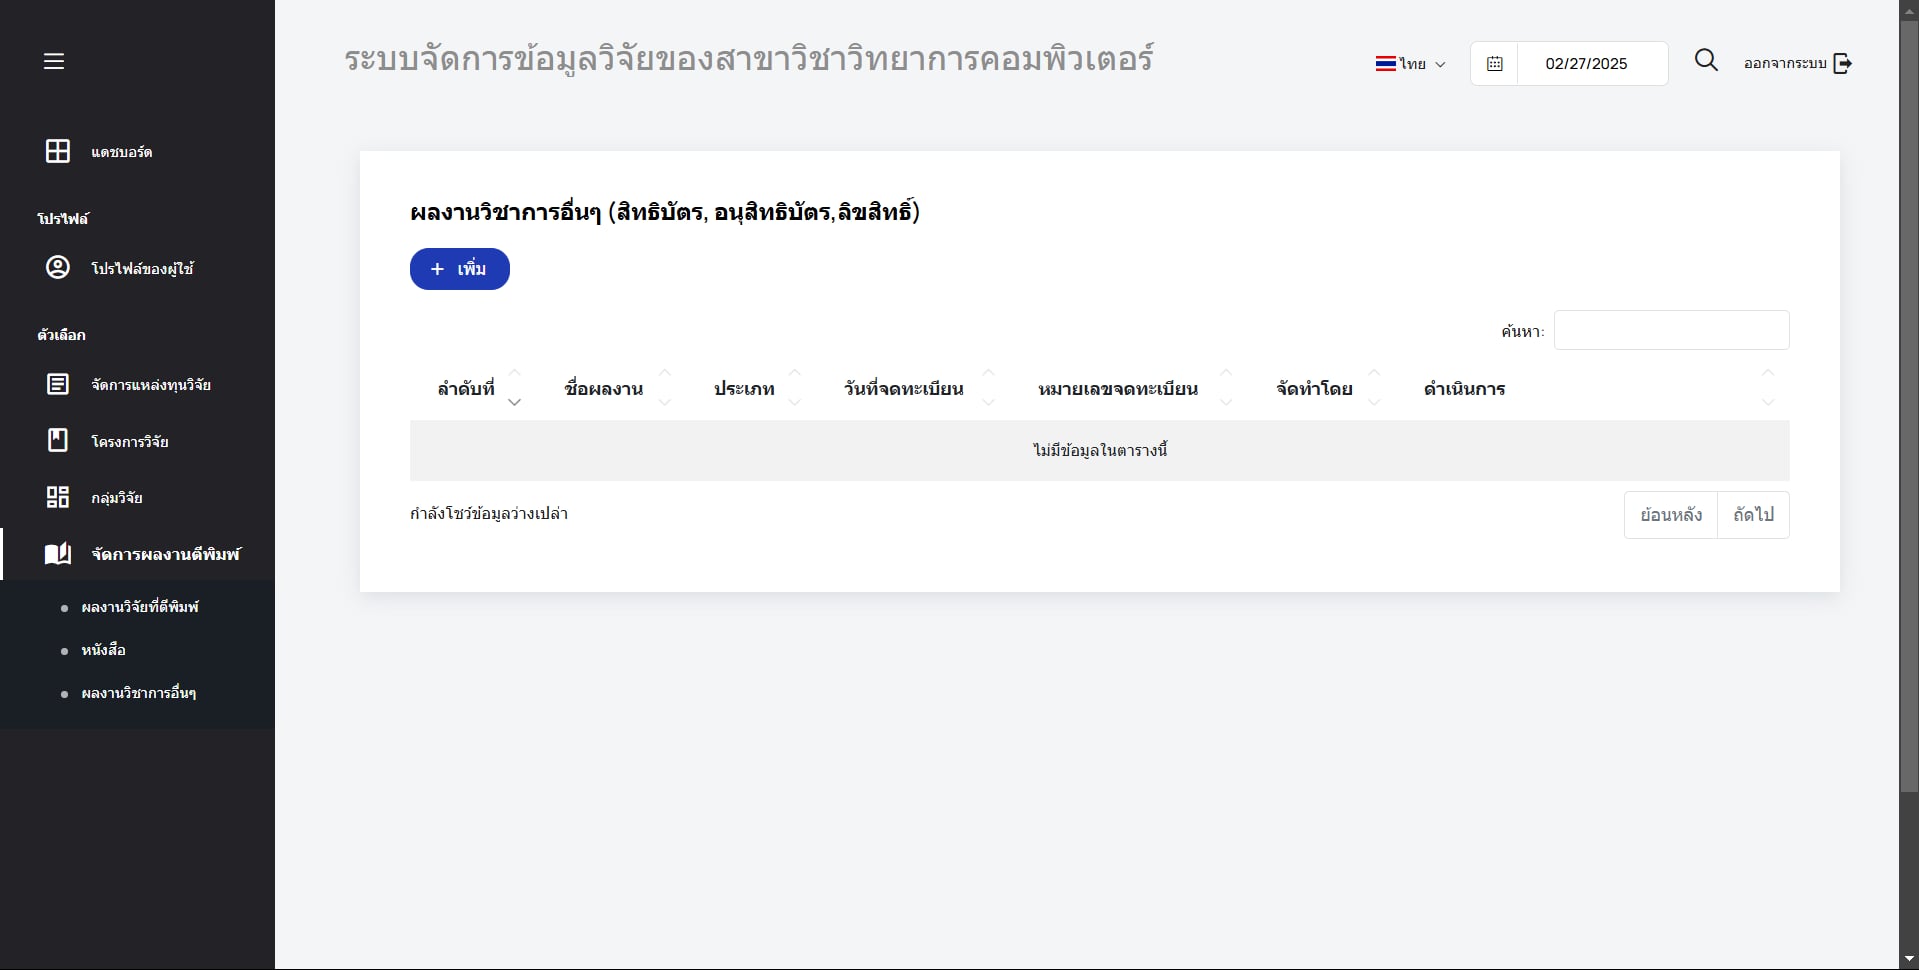 ระบบจัดการข้อมูลวิจัยของสาขาวิชาวิทยาการคอมพิวเตอร์
ไทย
02/27/2025
ออกจากระบบ
แดชบอร์ด
โปรไฟล์
โปรไฟล์ของผู้ใช้
ตัวเลือก
จัดการแหล่งทุนวิจัย
โครงการวิจัย
กลุ่มวิจัย
จัดการผลงานตีพิมพ์
ผลงานวิจัยที่ตีพิมพ์
หนังสือ
ผลงานวิชาการอื่นๆ
ผลงานวิชาการอื่นๆ (สิทธิบัตร, อนุสิทธิบัตร,ลิขสิทธิ์)
+ เพิ่ม
ค้นหา:
ลำดับที่ ชื่อผลงาน ประเภท วันที่จดทะเบียน หมายเลขจดทะเบียน จัดทำโดย ดำเนินการ
ไม่มีข้อมูลในตารางนี้
กำลังโชว์ข้อมูลว่างเปล่า
ย้อนหลัง ถัดไป